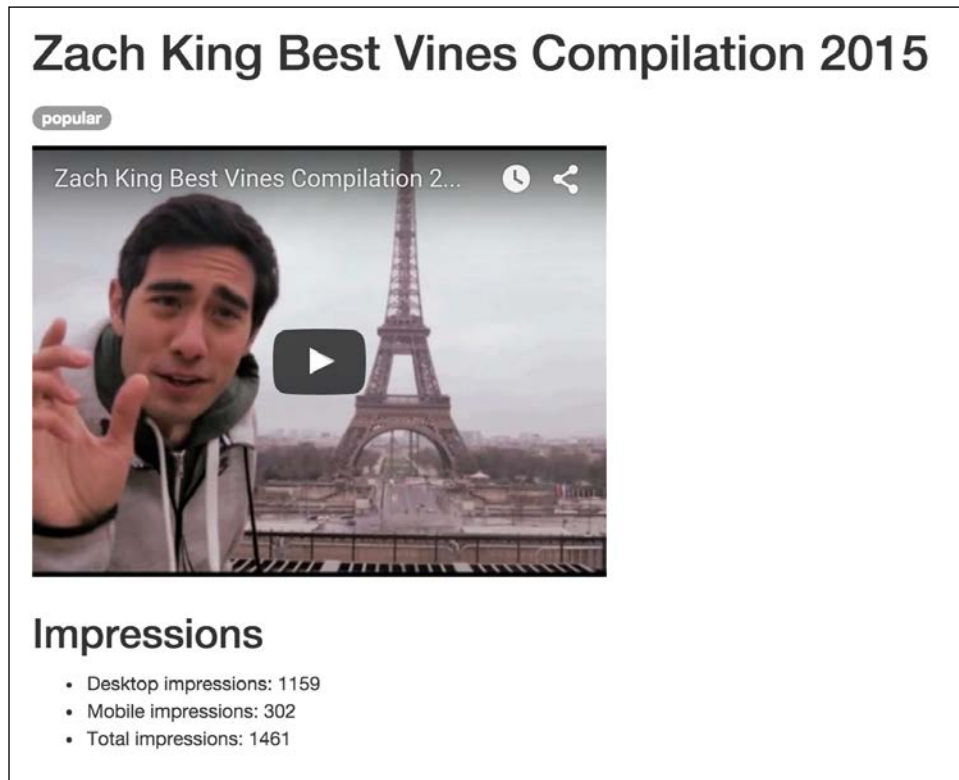 Zach King Best Vines Compilation 2015
popular
Zach King Best Vines Compilation 2...
Impressions
Desktop impressions: 1159
Mobile impressions: 302
Total impressions: 1461